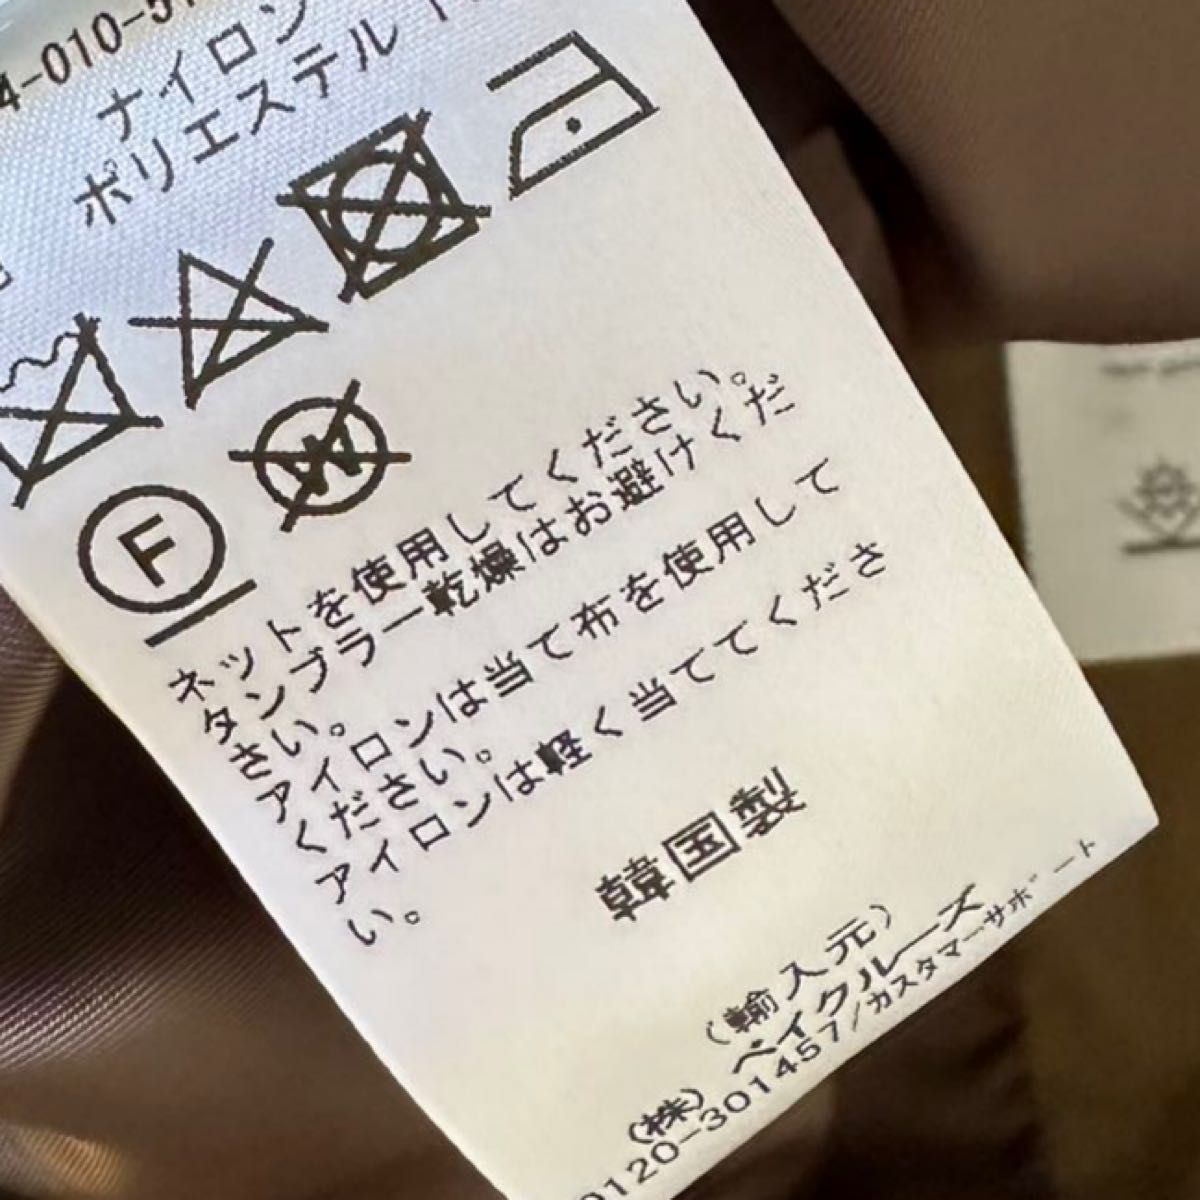 4-010-51
ナイロン
ポリエステル
W
F
ネットを使用してください。
タンブラー乾燥はお避けくだ
さい。
アイロンは当て布を使用して
ください。
アイロンは軽く当ててくださ
い。
韓国製
(輸入元)
(株)ベイクルーズ
0120-301457/カスタマーサポート